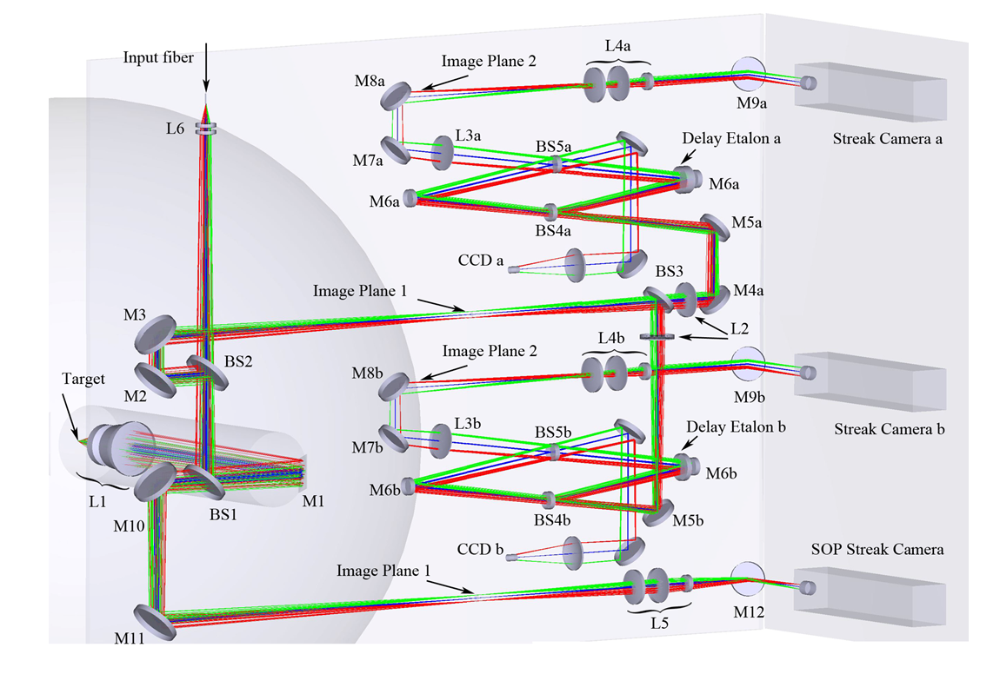 L4a
Input fiber
Image Plane 2
M8a
M9a
L6
L3a
BS5a
Delay Etalon a
Streak Camera a
M7a
M6a
M6a
BS4a
M5a
CCD a
BS3
Image Plane 1
M4a
M3
L2
L4b
BS2
Image Plane 2
Target
M8b
M2
M9b
L3b
BS5b
Delay Etalon b
Streak Camera b
M7b
M6b
M6b
L1
M1
BS4b
M5b
BS1
M10
CCD b
SOP Streak Camera
Image Plane 1
M12
L5
M11